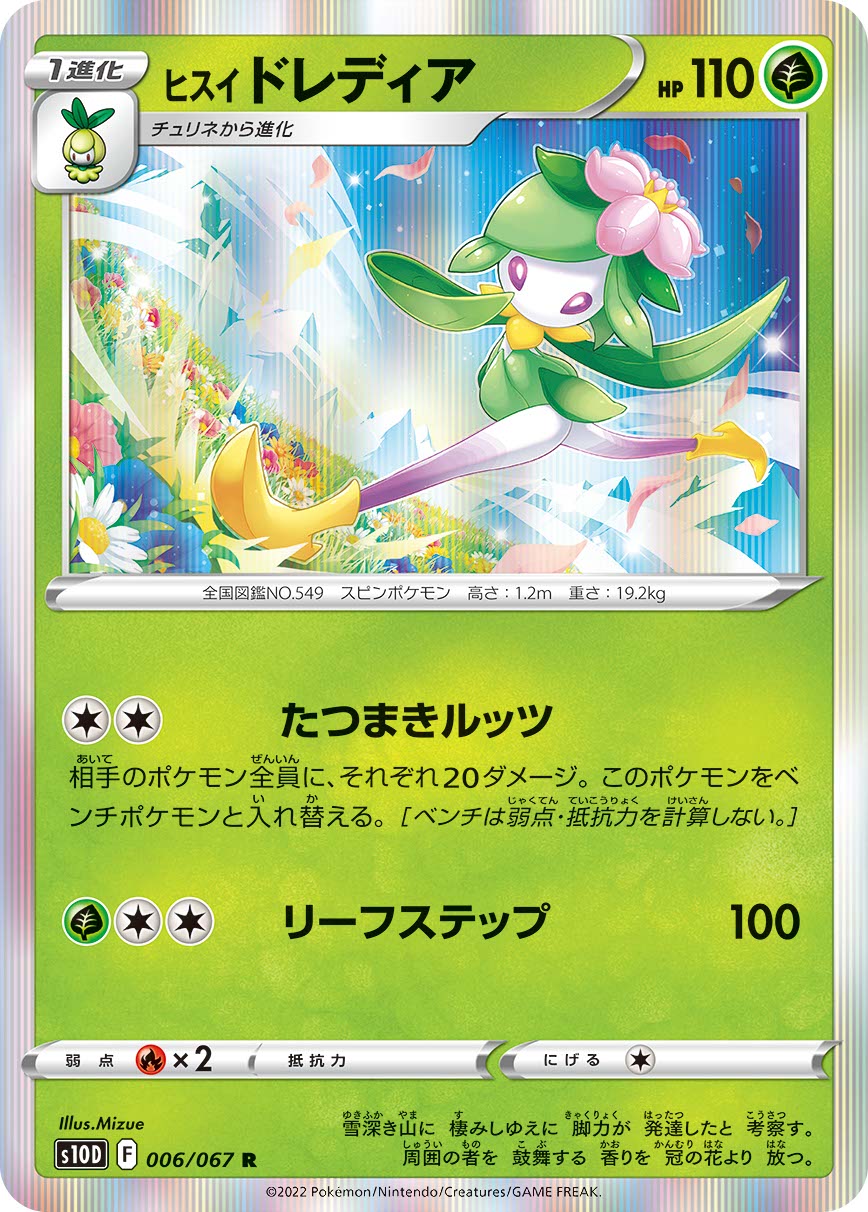 1進化
ヒスイドレディア
HP 110
チュリネから進化
全国図鑑NO.549 スピンポケモン 高さ:1.2m 重さ:19.2kg
たつまきルッツ
相手のポケモン全員に、それぞれ20ダメージ。このポケモンをベ
ンチポケモンと入れ替える。[ベンチは弱点・抵抗力を計算しない。]
リーフステップ 100
弱点 ×2 抵抗力 にげる
Illus.Mizue
雪深き山に 棲みしゆえに 脚力が 発達したと 考察す。
周囲の者を 鼓舞する 香りを 冠の花より 放つ。
s10D F 006/067 R
©2022 Pokémon/Nintendo/Creatures/GAME FREAK.